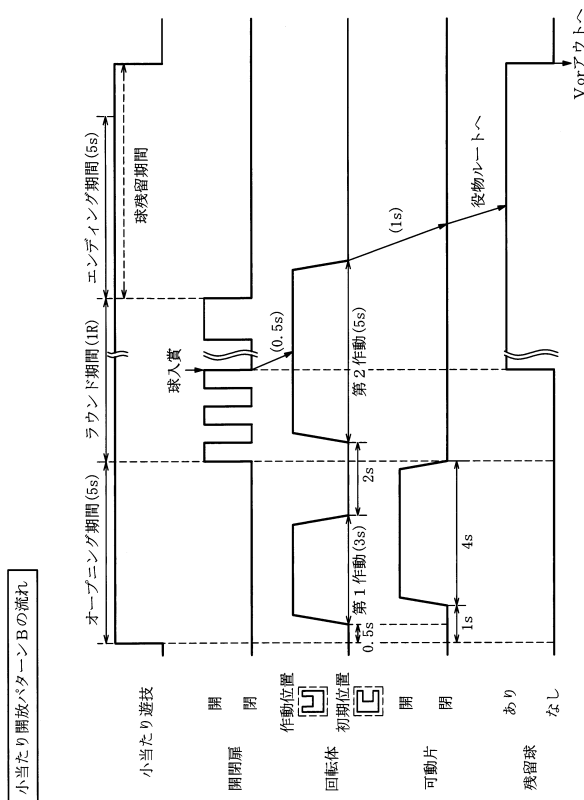 小当たり開放パターンBの流れ
オープニング期間(5s)
ラウンド期間(1R)
エンディング期間(5s)
球残留期間
小当たり遊技
球入賞
開閉扉
開
閉
(0.5s)
回転体
作動位置
初期位置
0.5s
第1作動(3s)
2s
第2作動(5s)
(1s)
可動片
開
閉
1s
4s
役物ルートへ
残留球
あり
なし
Vorアウトへ